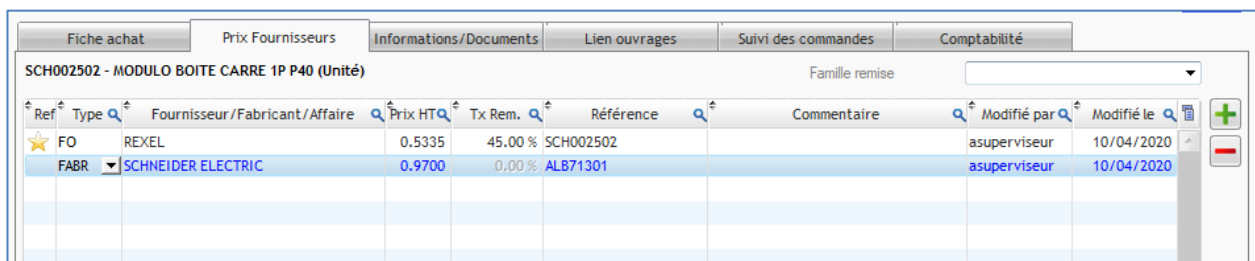 Fiche achat Prix Fournisseurs Informations/Documents Lien ouvrages Suivi des commandes Comptabilité
SCH002502 - MODULO BOITE CARRE 1P P40 (Unité) Famille remise
Ref Type Fournisseur/Fabricant/Affaire Prix HT Tx Rem. Référence Commentaire Modifié par Modifié le
FO REXEL 0.5335 45.00 % SCH002502 asuperviseur 10/04/2020
FABR SCHNEIDER ELECTRIC 0.9700 0.00 % ALB71301 asuperviseur 10/04/2020